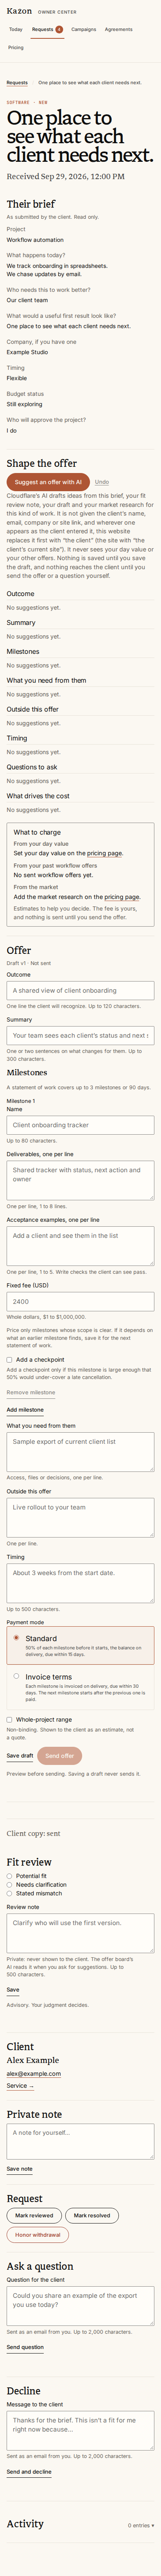 Kazon OWNER CENTER
Today Requests 4 Campaigns Agreements
Pricing
Requests One place to see what each client needs next.
SOFTWARE · NEW
One place to
see what each
client needs next.
Received Sep 29, 2026, 12:00 PM
Their brief
As submitted by the client. Read only.
Project
Workflow automation
What happens today?
We track onboarding in spreadsheets.
We chase updates by email.
Who needs this to work better?
Our client team
What would a useful first result look like?
One place to see what each client needs next.
Company, if you have one
Example Studio
Timing
Flexible
Budget status
Still exploring
Who will approve the project?
I do
Shape the offer
Suggest an offer with AI Undo
Cloudflare's AI drafts ideas from this brief, your fit
review note, your draft and your market research for
this kind of work. It is not given the client's name,
email, company or site link, and wherever one
appears as the client entered it, this website
replaces it first with "the client" (the site with "the
client's current site"). It never sees your day value or
your other offers. Nothing is saved until you save
the draft, and nothing reaches the client until you
send the offer or a question yourself.
Outcome
No suggestions yet.
Summary
No suggestions yet.
Milestones
No suggestions yet.
What you need from them
No suggestions yet.
Outside this offer
No suggestions yet.
Timing
No suggestions yet.
Questions to ask
No suggestions yet.
What drives the cost
No suggestions yet.
What to charge
From your day value
Set your day value on the pricing page.
From your past workflow offers
No sent workflow offers yet.
From the market
Add the market research on the pricing page.
Estimates to help you decide. The fee is yours,
and nothing is sent until you send the offer.
Offer
Draft v1 · Not sent
Outcome
A shared view of client onboarding
One line the client will recognize. Up to 120 characters.
Summary
Your team sees each client's status and next s
One or two sentences on what changes for them. Up to
300 characters.
Milestones
A statement of work covers up to 3 milestones or 90 days.
Milestone 1
Name
Client onboarding tracker
Up to 80 characters.
Deliverables, one per line
Shared tracker with status, next action and
owner
One per line, 1 to 8 lines.
Acceptance examples, one per line
Add a client and see them in the list
One per line, 1 to 5. Write checks the client can see pass.
Fixed fee (USD)
2400
Whole dollars, $1 to $1,000,000.
Price only milestones whose scope is clear. If it depends on
what an earlier milestone finds, save it for the next
statement of work.
Add a checkpoint
Add a checkpoint only if this milestone is large enough that
50% would under-cover a late cancellation.
Remove milestone
Add milestone
What you need from them
Sample export of current client list
Access, files or decisions, one per line.
Outside this offer
Live rollout to your team
One per line.
Timing
About 3 weeks from the start date.
Up to 500 characters.
Payment mode
Standard
50% of each milestone before it starts, the balance on
delivery, due within 15 days.
Invoice terms
Each milestone is invoiced on delivery, due within 30
days. The next milestone starts after the previous one is
paid.
Whole-project range
Non-binding. Shown to the client as an estimate, not
a quote.
Save draft Send offer
Preview before sending. Saving a draft never sends it.
Client copy: sent
Fit review
Potential fit
Needs clarification
Stated mismatch
Review note
Clarify who will use the first version.
Private: never shown to the client. The offer board's
AI reads it when you ask for suggestions. Up to
500 characters.
Save
Advisory. Your judgment decides.
Client
Alex Example
alex@example.com
Service →
Private note
A note for yourself...
Save note
Request
Mark reviewed Mark resolved
Honor withdrawal
Ask a question
Question for the client
Could you share an example of the export
you use today?
Sent as an email from you. Up to 2,000 characters.
Send question
Decline
Message to the client
Thanks for the brief. This isn't a fit for me
right now because...
Sent as an email from you. Up to 2,000 characters.
Send and decline
Activity 0 entries ▾